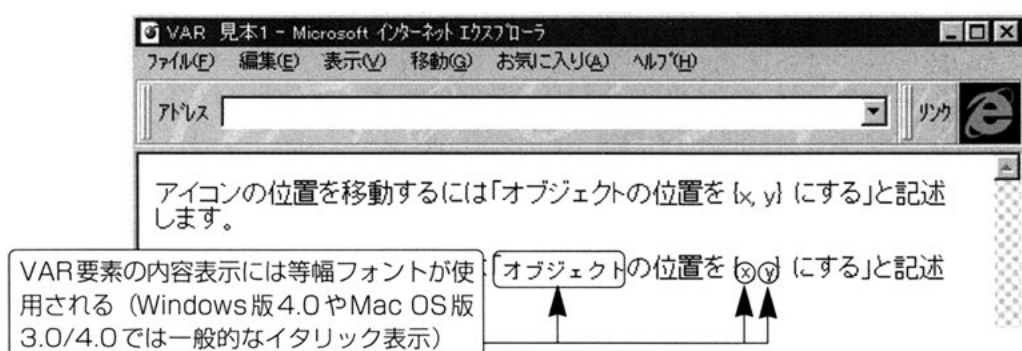 VAR 見本1 - Microsoft インターネット エクスプローラ
ファイル(F) 編集(E) 表示(V) 移動(G) お気に入り(A) ヘルプ(H)
アドレス リンク
アイコンの位置を移動するには「オブジェクトの位置を {x, y} にする」と記述
します。
「オブジェクトの位置を {x, y} にする」と記述
VAR要素の内容表示には等幅フォントが使
用される（Windows版4.0やMac OS版
3.0/4.0では一般的なイタリック表示）